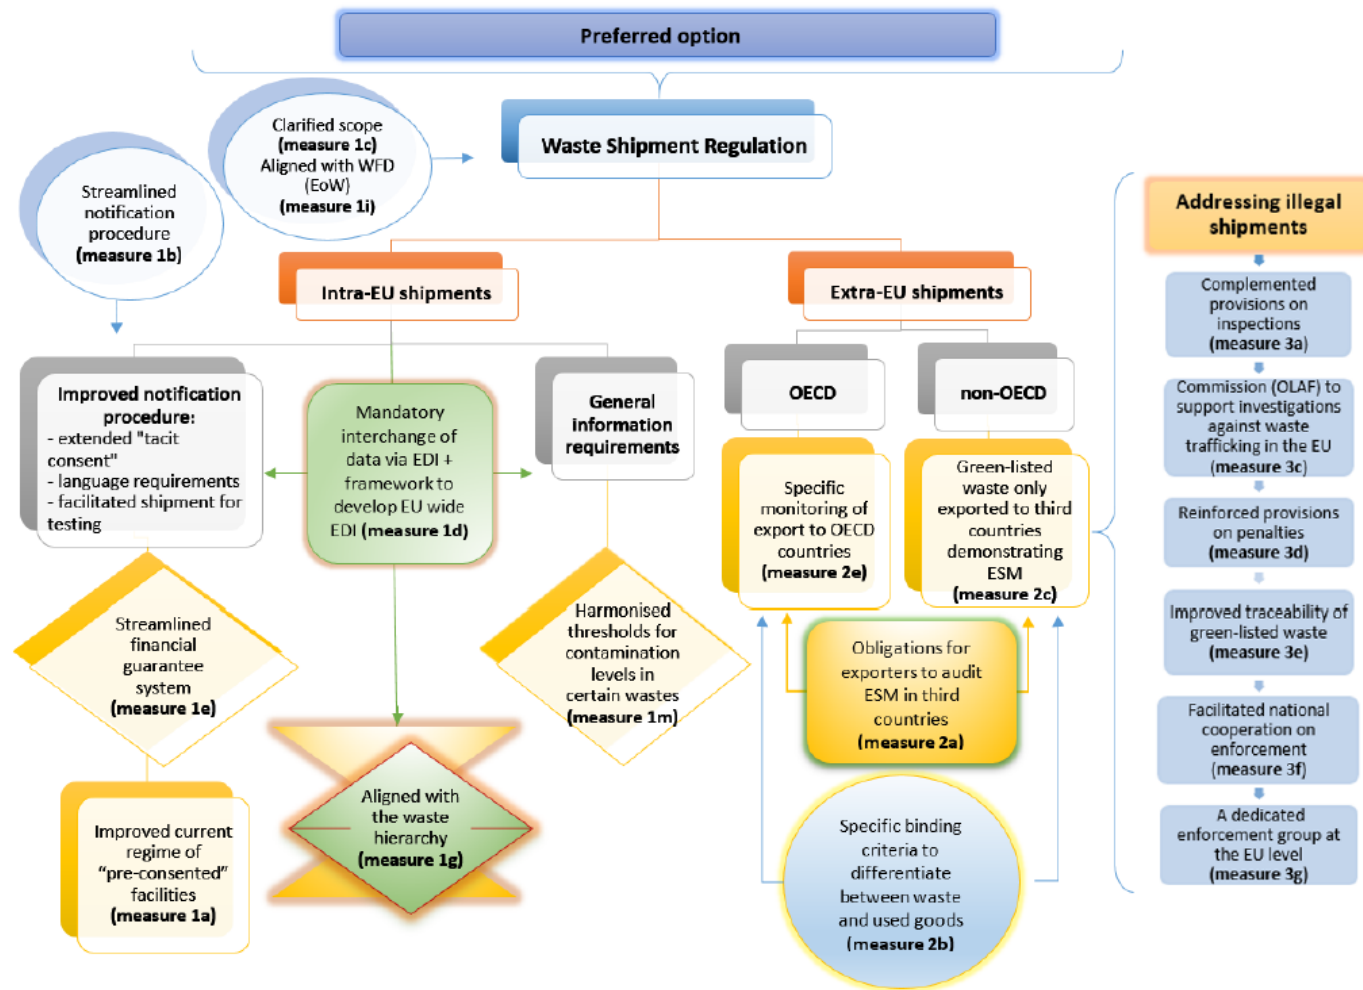 Preferred option
Clarified scope
(measure 1c)
Aligned with WFD
(EoW)
(measure 1i)
Waste Shipment Regulation
Streamlined
notification
procedure
(measure 1b)
Addressing illegal
shipments
Intra-EU shipments
Extra-EU shipments
Complemented
provisions on
inspections
(measure 3a)
Improved notification
procedure:
- extended "tacit
consent"
- language requirements
- facilitated shipment for
testing
Mandatory
interchange of
data via EDI +
framework to
develop EU wide
EDI (measure 1d)
General
information
requirements
OECD
non-OECD
Commission (OLAF) to
support investigations
against waste
trafficking in the EU
(measure 3c)
Specific
monitoring of
export to OECD
countries
(measure 2e)
Green-listed
waste only
exported to third
countries
demonstrating
ESM
(measure 2c)
Reinforced provisions
on penalties
(measure 3d)
Streamlined
financial
guarantee
system
(measure 1e)
Harmonised
thresholds for
contamination
levels in
certain wastes
(measure 1m)
Obligations for
exporters to audit
ESM in third
countries
(measure 2a)
Improved traceability of
green-listed waste
(measure 3e)
Facilitated national
cooperation on
enforcement
(measure 3f)
Improved current
regime of
“pre-consented”
facilities
(measure 1a)
Aligned with
the waste
hierarchy
(measure 1g)
Specific binding
criteria to
differentiate
between waste
and used goods
(measure 2b)
A dedicated
enforcement group at
the EU level
(measure 3g)